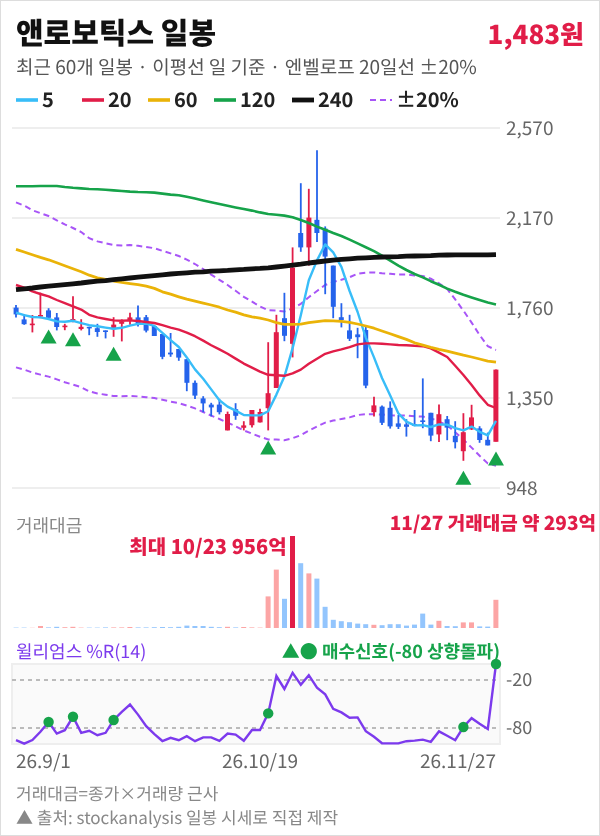 앤로보틱스 일봉
1,483원
최근 60개 일봉 · 이평선 일 기준 · 엔벨로프 20일선 ±20%
5 20 60 120 240 ±20%
2,570
2,170
1,760
1,350
948
거래대금
11/27 거래대금 약 293억
최대 10/23 956억
윌리엄스 %R(14)
▲● 매수신호(-80 상향돌파)
-20
-80
26.9/1 26.10/19 26.11/27
거래대금=종가×거래량 근사
▲ 출처: stockanalysis 일봉 시세로 직접 제작